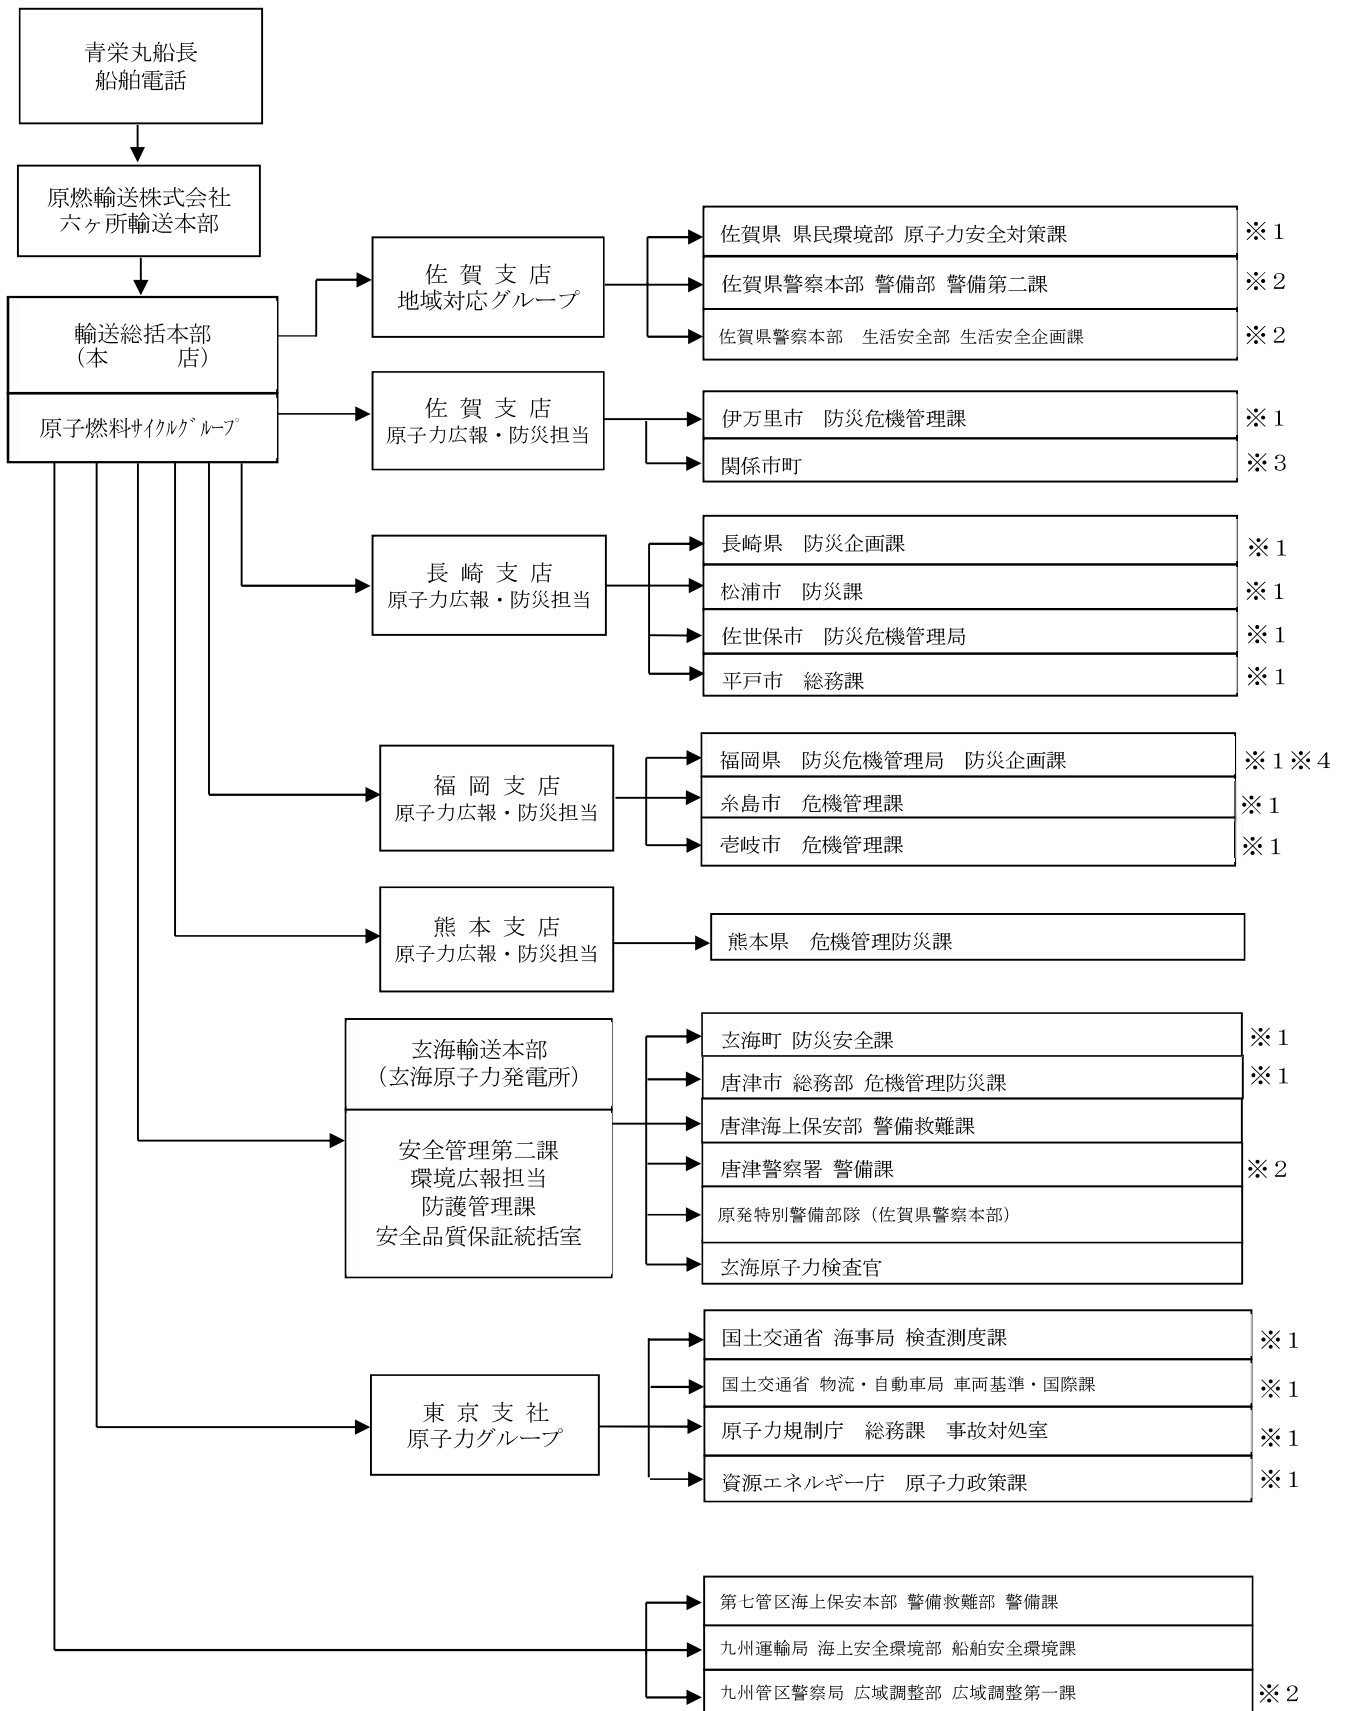 青栄丸船長
船舶電話
原燃輸送株式会社
六ヶ所輸送本部
輸送総括本部
（本　　　店）
原子燃料ｻｲｸﾙｸﾞﾙｰﾌﾟ
佐 賀 支 店
地域対応グループ
佐賀県 県民環境部 原子力安全対策課 ※1
佐賀県警察本部 警備部 警備第二課 ※2
佐賀県警察本部　生活安全部 生活安全企画課 ※2
佐 賀 支 店
原子力広報・防災担当
伊万里市　防災危機管理課 ※1
関係市町 ※3
長 崎 支 店
原子力広報・防災担当
長崎県　防災企画課 ※1
松浦市　防災課 ※1
佐世保市　防災危機管理局 ※1
平戸市　総務課 ※1
福 岡 支 店
原子力広報・防災担当
福岡県　防災危機管理局　防災企画課 ※1※4
糸島市　危機管理課 ※1
壱岐市　危機管理課 ※1
熊 本 支 店
原子力広報・防災担当
熊本県　危機管理防災課
玄海輸送本部
（玄海原子力発電所）
安全管理第二課
環境広報担当
防護管理課
安全品質保証統括室
玄海町 防災安全課 ※1
唐津市 総務部 危機管理防災課 ※1
唐津海上保安部 警備救難課
唐津警察署 警備課 ※2
原発特別警備部隊（佐賀県警察本部）
玄海原子力検査官
東 京 支 社
原子力グループ
国土交通省 海事局 検査測度課 ※1
国土交通省 物流・自動車局 車両基準・国際課 ※1
原子力規制庁　総務課　事故対処室 ※1
資源エネルギー庁　原子力政策課 ※1
第七管区海上保安本部 警備救難部 警備課
九州運輸局 海上安全環境部 船舶安全環境課
九州管区警察局 広域調整部 広域調整第一課 ※2